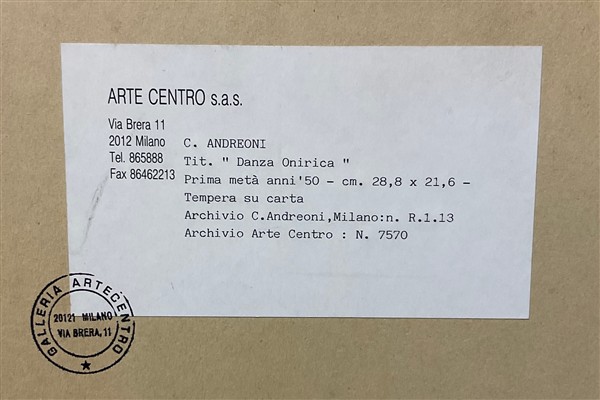 ARTE CENTRO s.a.s.
Via Brera 11
2012 Milano
Tel. 865888
Fax 86462213
C. ANDREONI
Tit. " Danza Onirica "
Prima metà anni'50 - cm. 28,8 x 21,6 -
Tempera su carta
Archivio C.Andreoni,Milano:n. R.1.13
Archivio Arte Centro : N. 7570
GALLERIA ARTECENTRO
20121 MILANO
VIA BRERA, 11